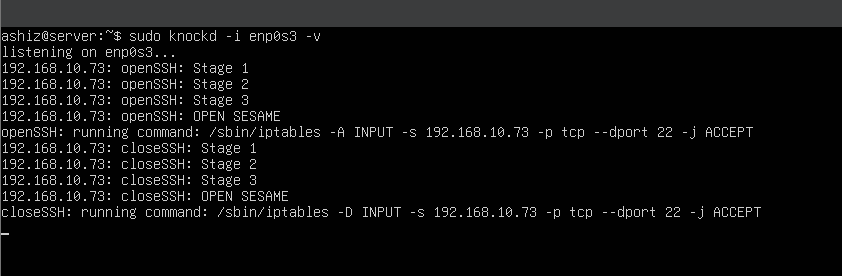 ashiz@server:~$ sudo knockd -i enp0s3 -v
listening on enp0s3...
192.168.10.73: openSSH: Stage 1
192.168.10.73: openSSH: Stage 2
192.168.10.73: openSSH: Stage 3
192.168.10.73: openSSH: OPEN SESAME
openSSH: running command: /sbin/iptables -A INPUT -s 192.168.10.73 -p tcp --dport 22 -j ACCEPT
192.168.10.73: closeSSH: Stage 1
192.168.10.73: closeSSH: Stage 2
192.168.10.73: closeSSH: Stage 3
192.168.10.73: closeSSH: OPEN SESAME
closeSSH: running command: /sbin/iptables -D INPUT -s 192.168.10.73 -p tcp --dport 22 -j ACCEPT